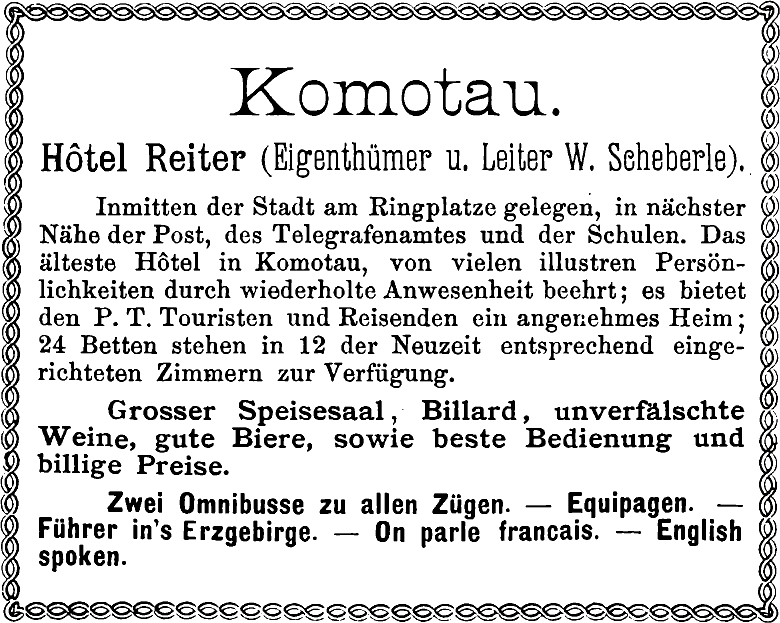 Komotau.
Hôtel Reiter (Eigenthümer u. Leiter W. Scheberle).
Inmitten der Stadt am Ringplatze gelegen, in nächster
Nähe der Post, des Telegrafenamtes und der Schulen. Das
älteste Hôtel in Komotau, von vielen illustren Persön-
lichkeiten durch wiederholte Anwesenheit beehrt; es bietet
den P. T. Touristen und Reisenden ein angenehmes Heim;
24 Betten stehen in 12 der Neuzeit entsprechend einge-
richteten Zimmern zur Verfügung.
Grosser Speisesaal, Billard, unverfälschte
Weine, gute Biere, sowie beste Bedienung und
billige Preise.
Zwei Omnibusse zu allen Zügen. — Equipagen. —
Führer in's Erzgebirge. — On parle francais. — English
spoken.